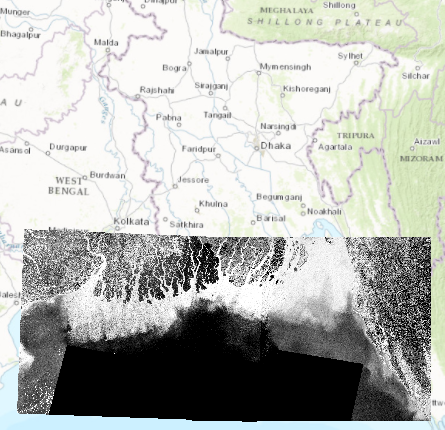 Shillong
MEGHALAYA
SHILLONG PLATEAU
Munger
Bhagalpur
Malda
Jamalpur
Sylhet
Bogra
Mymensingh
Silchar
Rajshahi
Sirajganj
Kishoreganj
A U
Pabna
Tangail
Narsingdi
TRIPURA
Asansol
Durgapur
Faridpur
Dhaka
Agartala
Aizawl
MIZORAM
WEST
BENGAL
Burdwan
Jessore
Khulna
Begumganj
Noakhali
Kolkata
Satkhira
Barisal